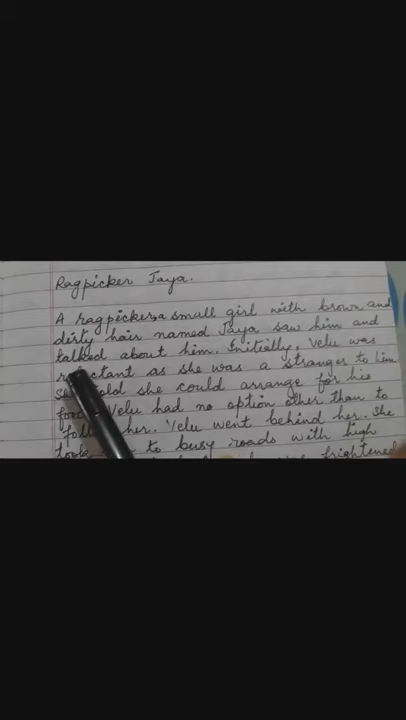 Ragpicker Jaya.
A ragpicker, a small girl with brown and
dirty hair named Jaya saw him and
talked about him. Initially, Velu was
as she was a stranger to him
told she could arrange for his
Velu had no option other than to
her. Velu went behind her. She
took to busy roads with high
frightened